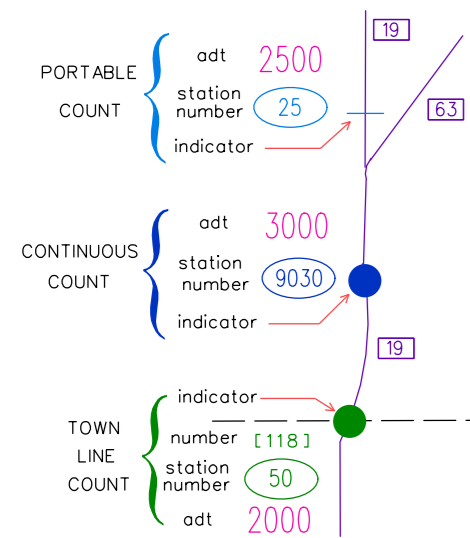 19
adt 2500
PORTABLE
COUNT
station
number 25
63
indicator
adt 3000
CONTINUOUS
COUNT
station
number 9030
indicator
19
indicator
TOWN
LINE
COUNT
number [118]
station
number 50
adt 2000